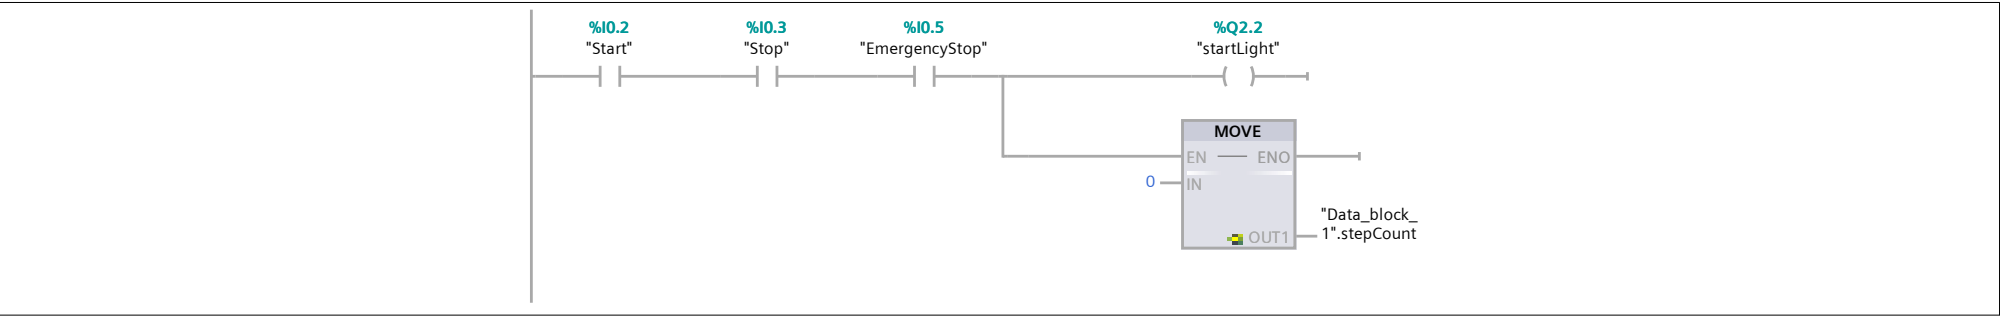 %I0.2
"Start"
%I0.3
"Stop"
%I0.5
"EmergencyStop"
%Q2.2
"startLight"
MOVE
EN
ENO
0
IN
OUT1
"Data_block_
1".stepCount